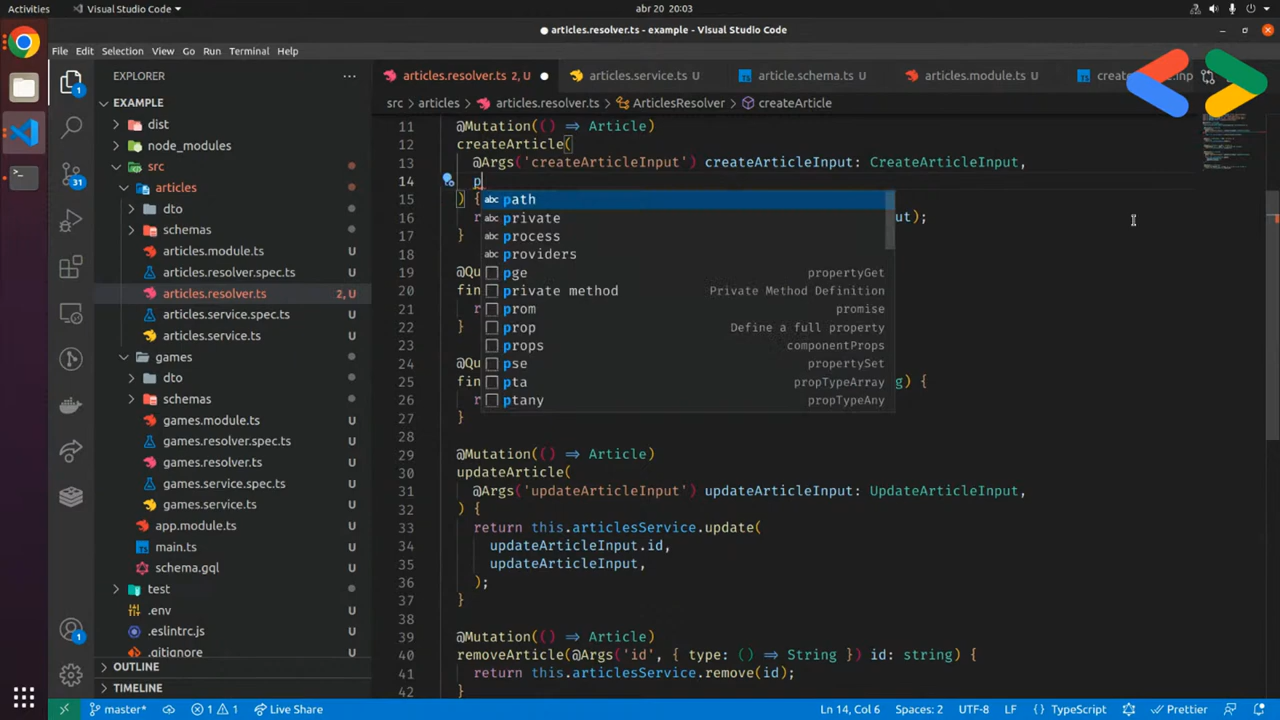 Activities
Visual Studio Code
abr 20 20:03
articles.resolver.ts - example - Visual Studio Code
File Edit Selection View Go Run Terminal Help
EXPLORER
EXAMPLE
dist
node_modules
src
articles
dto
schemas
articles.module.ts U
articles.resolver.spec.ts U
articles.resolver.ts 2, U
articles.service.spec.ts U
articles.service.ts U
games
dto
schemas
games.module.ts U
games.resolver.spec.ts U
games.resolver.ts U
games.service.spec.ts U
games.service.ts U
app.module.ts U
main.ts U
schema.gql U
test
.env U
.eslintrc.js U
.gitignore U
OUTLINE
TIMELINE
1
31
1
articles.resolver.ts 2, U
articles.service.ts U
article.schema.ts U
articles.module.ts U
src > articles > articles.resolver.ts > ArticlesResolver > createArticle
11 @Mutation(() => Article)
12 createArticle(
13 @Args('createArticleInput') createArticleInput: CreateArticleInput,
14 p
15 ) {
16 ut);
17 }
18
19 @Qu
20 fin
21
22 }
23
24 @Qu
25 fin g) {
26
27 }
28
29 @Mutation(() => Article)
30 updateArticle(
31 @Args('updateArticleInput') updateArticleInput: UpdateArticleInput,
32 ) {
33 return this.articlesService.update(
34 updateArticleInput.id,
35 updateArticleInput,
36 );
37 }
38
39 @Mutation(() => Article)
40 removeArticle(@Args('id', { type: () => String }) id: string) {
41 return this.articlesService.remove(id);
42 }
abc path
abc private
abc process
abc providers
pge propertyGet
private method Private Method Definition
prom promise
prop Define a full property
props componentProps
pse propertySet
pta propTypeArray
ptany propTypeAny
master* 1 1 Live Share Ln 14, Col 6 Spaces: 2 UTF-8 LF { } TypeScript Prettier